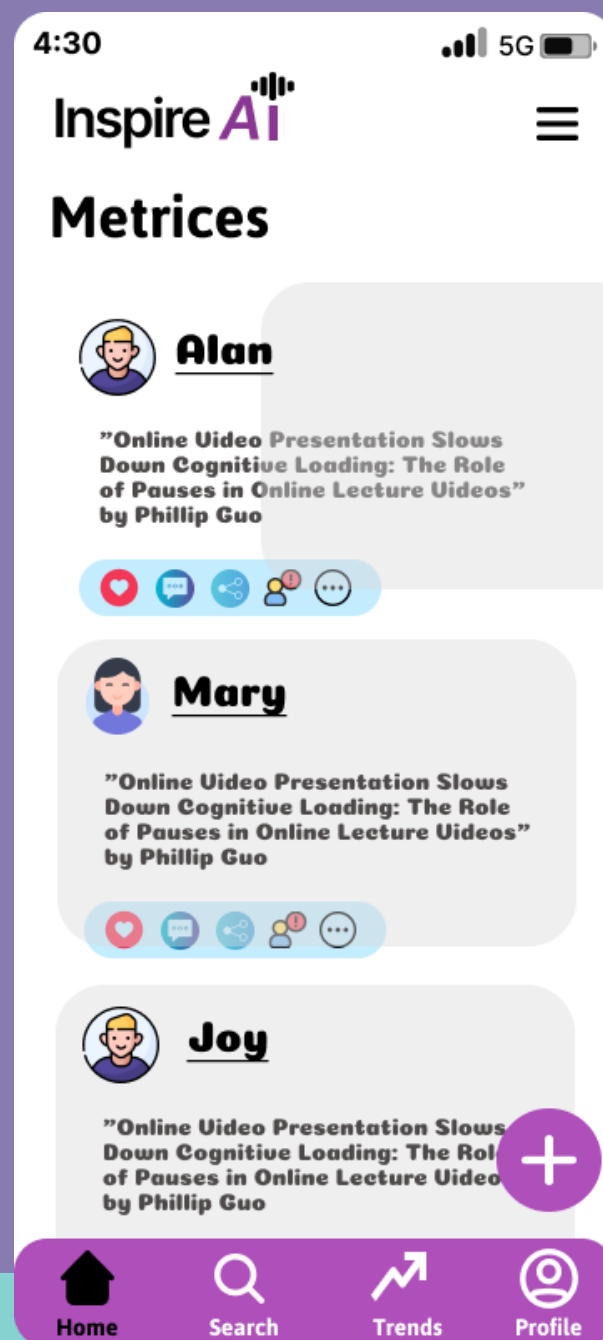 4:30
5G
Inspire Ai
Metrices
Alan
"Online Video Presentation Slows
Down Cognitive Loading: The Role
of Pauses in Online Lecture Videos"
by Phillip Guo
Mary
"Online Video Presentation Slows
Down Cognitive Loading: The Role
of Pauses in Online Lecture Videos"
by Phillip Guo
Joy
"Online Video Presentation Slows
Down Cognitive Loading: The Rol
of Pauses in Online Lecture Video
by Phillip Guo
Home Search Trends Profile